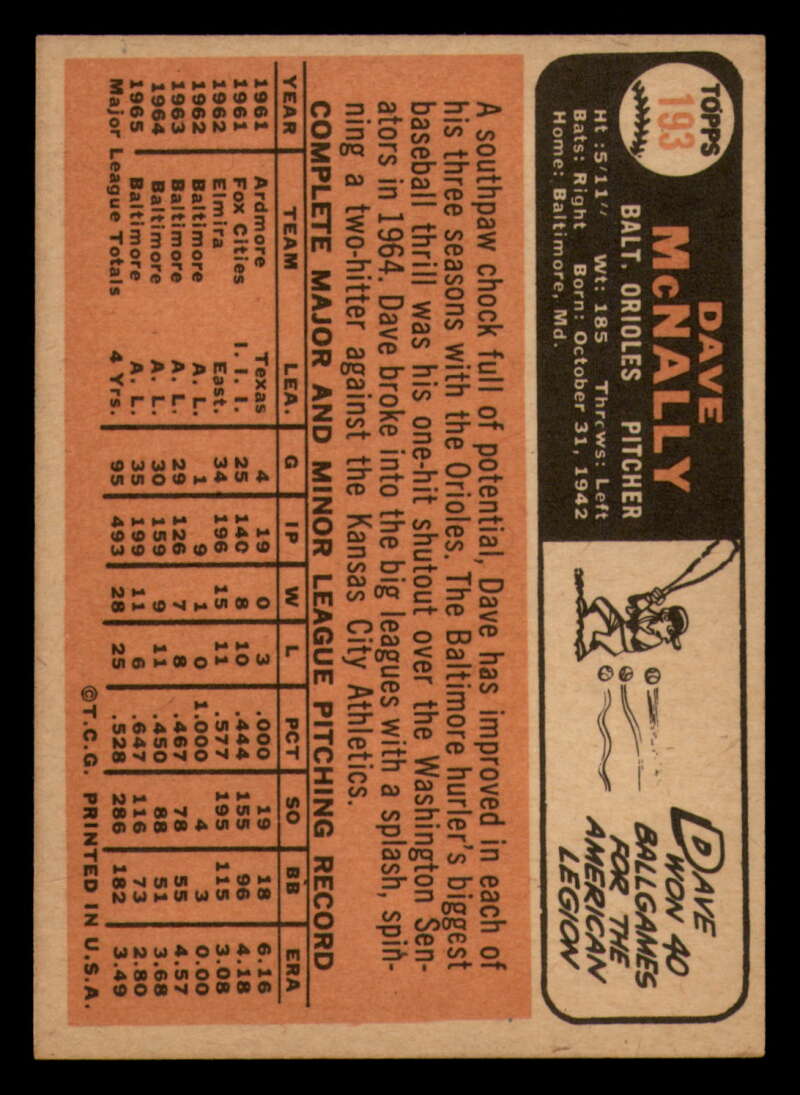 TOPPS
193
DAVE
McNALLY
BALT. ORIOLES PITCHER
Ht : 5/11" Wt: 185 Throws: Left
Bats: Right Born: October 31, 1942
Home: Baltimore, Md.
DAVE
WON 40
BALLGAMES
FOR THE
AMERICAN
LEGION
A southpaw chock full of potential, Dave has improved in each of
his three seasons with the Orioles. The Baltimore hurler's biggest
baseball thrill was his one-hit shutout over the Washington Sen-
ators in 1964. Dave broke into the big leagues with a splash, spin-
ning a two-hitter against the Kansas City Athletics.
COMPLETE MAJOR AND MINOR LEAGUE PITCHING RECORD
YEAR TEAM LEA. G IP W L PCT SO BB ERA
1961 Ardmore Texas 4 19 0 3 .000 19 18 6.16
1961 Fox Cities I. I. I. 25 140 8 10 .444 155 96 4.18
1962 Elmira East. 34 196 15 11 .577 195 115 3.08
1962 Baltimore A. L. 1 9 1 0 1.000 4 3 0.00
1963 Baltimore A. L. 29 126 7 8 .467 78 55 4.57
1964 Baltimore A. L. 30 159 9 11 .450 88 51 3.68
1965 Baltimore A. L. 35 199 11 6 .647 116 73 2.80
Major League Totals 4 Yrs. 95 493 28 25 .528 286 182 3.49
©T.C.G. PRINTED IN U.S.A.